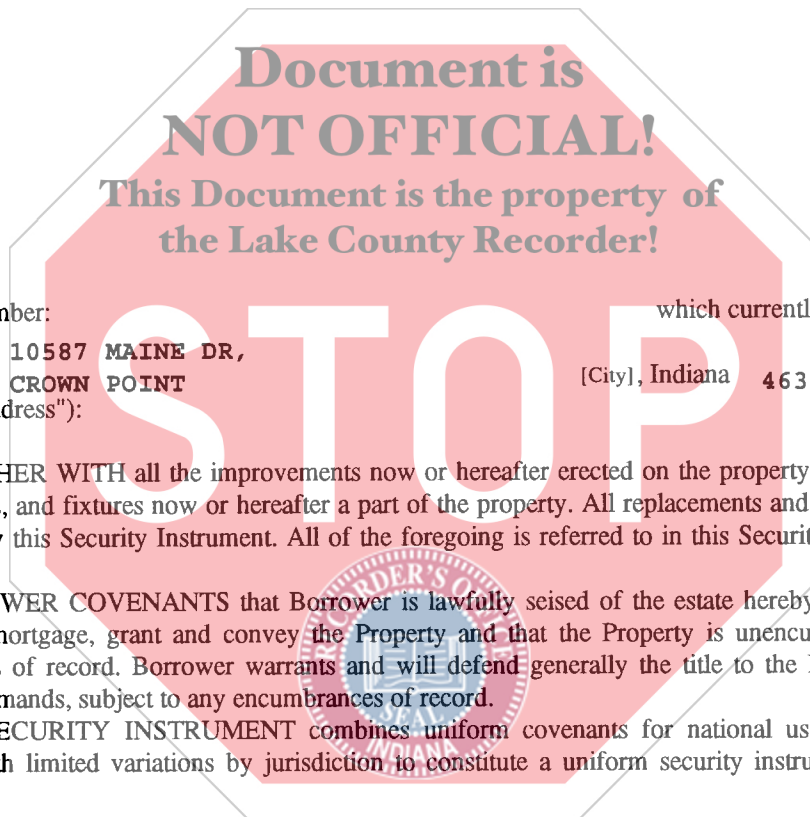 Document is
NOT OFFICIAL!
This Document is the property of
the Lake County Recorder!
mber: which currentl
10587 MAINE DR,
CROWN POINT [City], Indiana 463
dress"):
STOP
HER WITH all the improvements now or hereafter erected on the property
, and fixtures now or hereafter a part of the property. All replacements and
y this Security Instrument. All of the foregoing is referred to in this Securit
WER COVENANTS that Borrower is lawfully seised of the estate hereby
nortgage, grant and convey the Property and that the Property is unencu
of record. Borrower warrants and will defend generally the title to the
mands, subject to any encumbrances of record.
ECURITY INSTRUMENT combines uniform covenants for national us
h limited variations by jurisdiction to constitute a uniform security instru
RECORDER'S OFFICE
SEAL
INDIANA